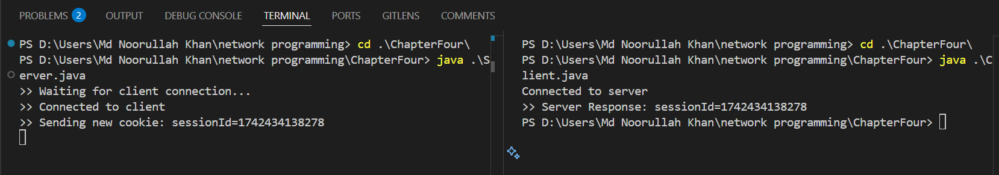 PROBLEMS 2 OUTPUT DEBUG CONSOLE TERMINAL PORTS GITLENS COMMENTS
PS D:\Users\Md Noorullah Khan\network programming> cd .\ChapterFour\
PS D:\Users\Md Noorullah Khan\network programming\ChapterFour> java .\S
erver.java
>> Waiting for client connection...
>> Connected to client
>> Sending new cookie: sessionId=1742434138278
PS D:\Users\Md Noorullah Khan\network programming> cd .\ChapterFour\
PS D:\Users\Md Noorullah Khan\network programming\ChapterFour> java .\C
lient.java
Connected to server
>> Server Response: sessionId=1742434138278
PS D:\Users\Md Noorullah Khan\network programming\ChapterFour>